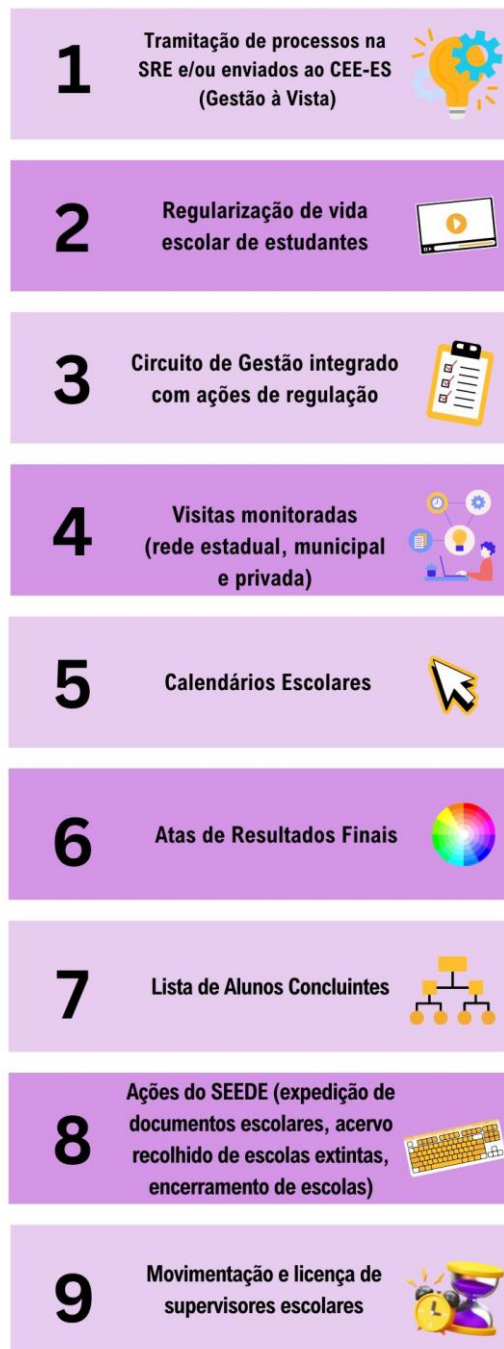 1
Tramitação de processos na
SRE e/ou enviados ao CEE-ES
(Gestão à Vista)
2
Regularização de vida
escolar de estudantes
3
Circuito de Gestão integrado
com ações de regulação
4
Visitas monitoradas
(rede estadual, municipal
e privada)
5
Calendários Escolares
6
Atas de Resultados Finais
7
Lista de Alunos Concluintes
8
Ações do SEEDE (expedição de
documentos escolares, acervo
recolhido de escolas extintas,
encerramento de escolas)
9
Movimentação e licença de
supervisores escolares